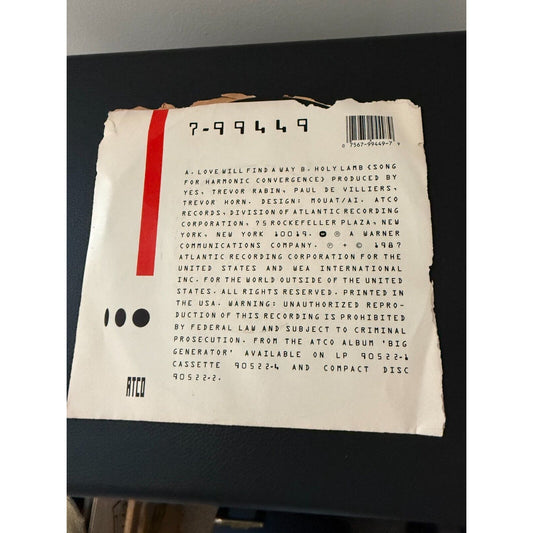 7-99449
0 7567-99449-7 9
A. LOVE WILL FIND A WAY B. HOLY LAMB (SONG
FOR HARMONIC CONVERGENCE) PRODUCED BY
YES, TREVOR RABIN, PAUL DE VILLIERS,
TREVOR HORN. DESIGN: MOUAT/AI. ATCO
RECORDS, DIVISION OF ATLANTIC RECORDING
CORPORATION, 75 ROCKEFELLER PLAZA, NEW
YORK, NEW YORK 10019. ℗ A WARNER
COMMUNICATIONS COMPANY. ℗ + © 1987
ATLANTIC RECORDING CORPORATION FOR THE
UNITED STATES AND WEA INTERNATIONAL
INC. FOR THE WORLD OUTSIDE OF THE UNITED
STATES. ALL RIGHTS RESERVED. PRINTED IN
THE USA. WARNING: UNAUTHORIZED REPRO-
DUCTION OF THIS RECORDING IS PROHIBITED
BY FEDERAL LAW AND SUBJECT TO CRIMINAL
PROSECUTION. FROM THE ATCO ALBUM 'BIG
GENERATOR' AVAILABLE ON LP 90522-1
CASSETTE 90522-4 AND COMPACT DISC
90522-2.
ATCO